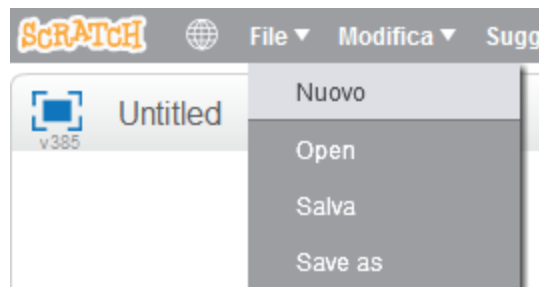 SCRATCH File Modifica Sugg
Untitled
v385
Nuovo
Open
Salva
Save as